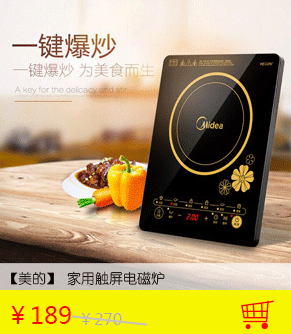 一键爆炒
一键爆炒 为美食而生
A key for the delicacy and stir
Midea
2100
【美的】 家用触屏电磁炉
￥189 ￥270